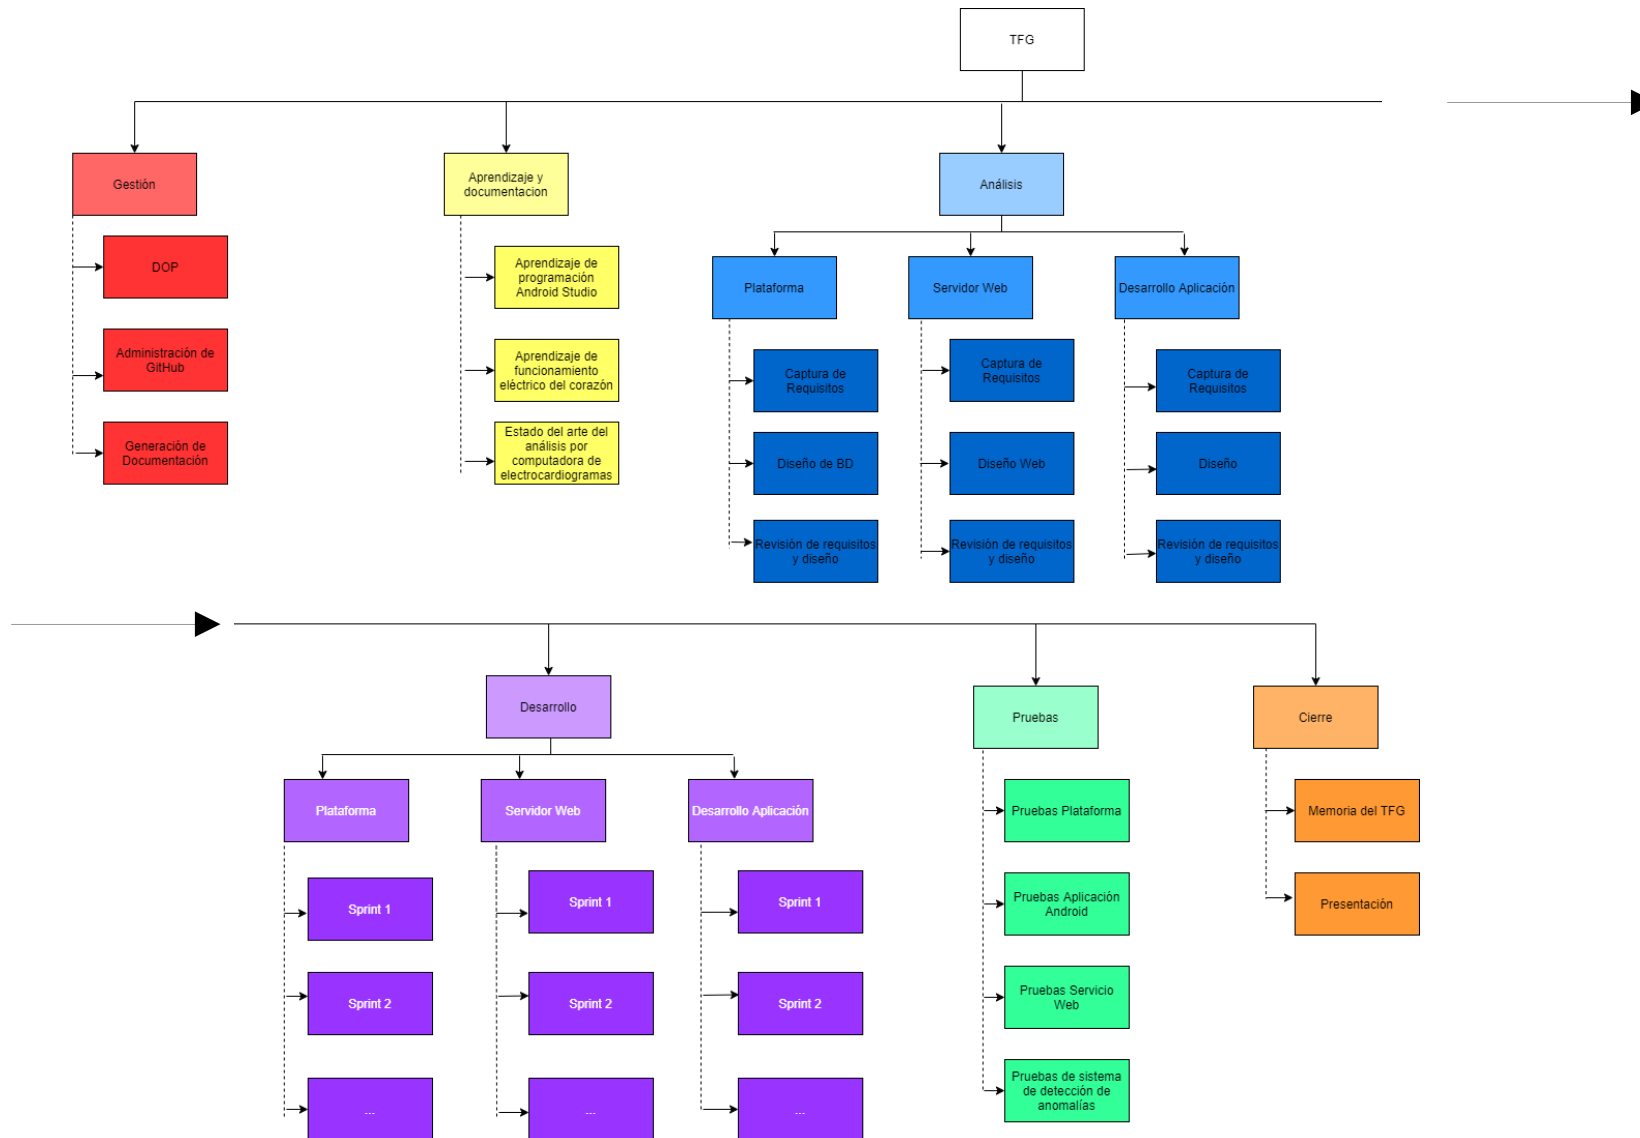 TFG
Gestión
Aprendizaje y
documentacion
Análisis
DOP
Administración de
GitHub
Generación de
Documentación
Aprendizaje de
programación
Android Studio
Aprendizaje de
funcionamiento
eléctrico del corazón
Estado del arte del
análisis por
computadora de
electrocardiogramas
Plataforma
Servidor Web
Desarrollo Aplicación
Captura de
Requisitos
Diseño de BD
Revisión de requisitos
y diseño
Captura de
Requisitos
Diseño Web
Revisión de requisitos
y diseño
Captura de
Requisitos
Diseño
Revisión de requisitos
y diseño
Desarrollo
Pruebas
Cierre
Plataforma
Servidor Web
Desarrollo Aplicación
Sprint 1
Sprint 2
...
Sprint 1
Sprint 2
...
Sprint 1
Sprint 2
...
Pruebas Plataforma
Pruebas Aplicación
Android
Pruebas Servicio
Web
Pruebas de sistema
de detección de
anomalías
Memoria del TFG
Presentación